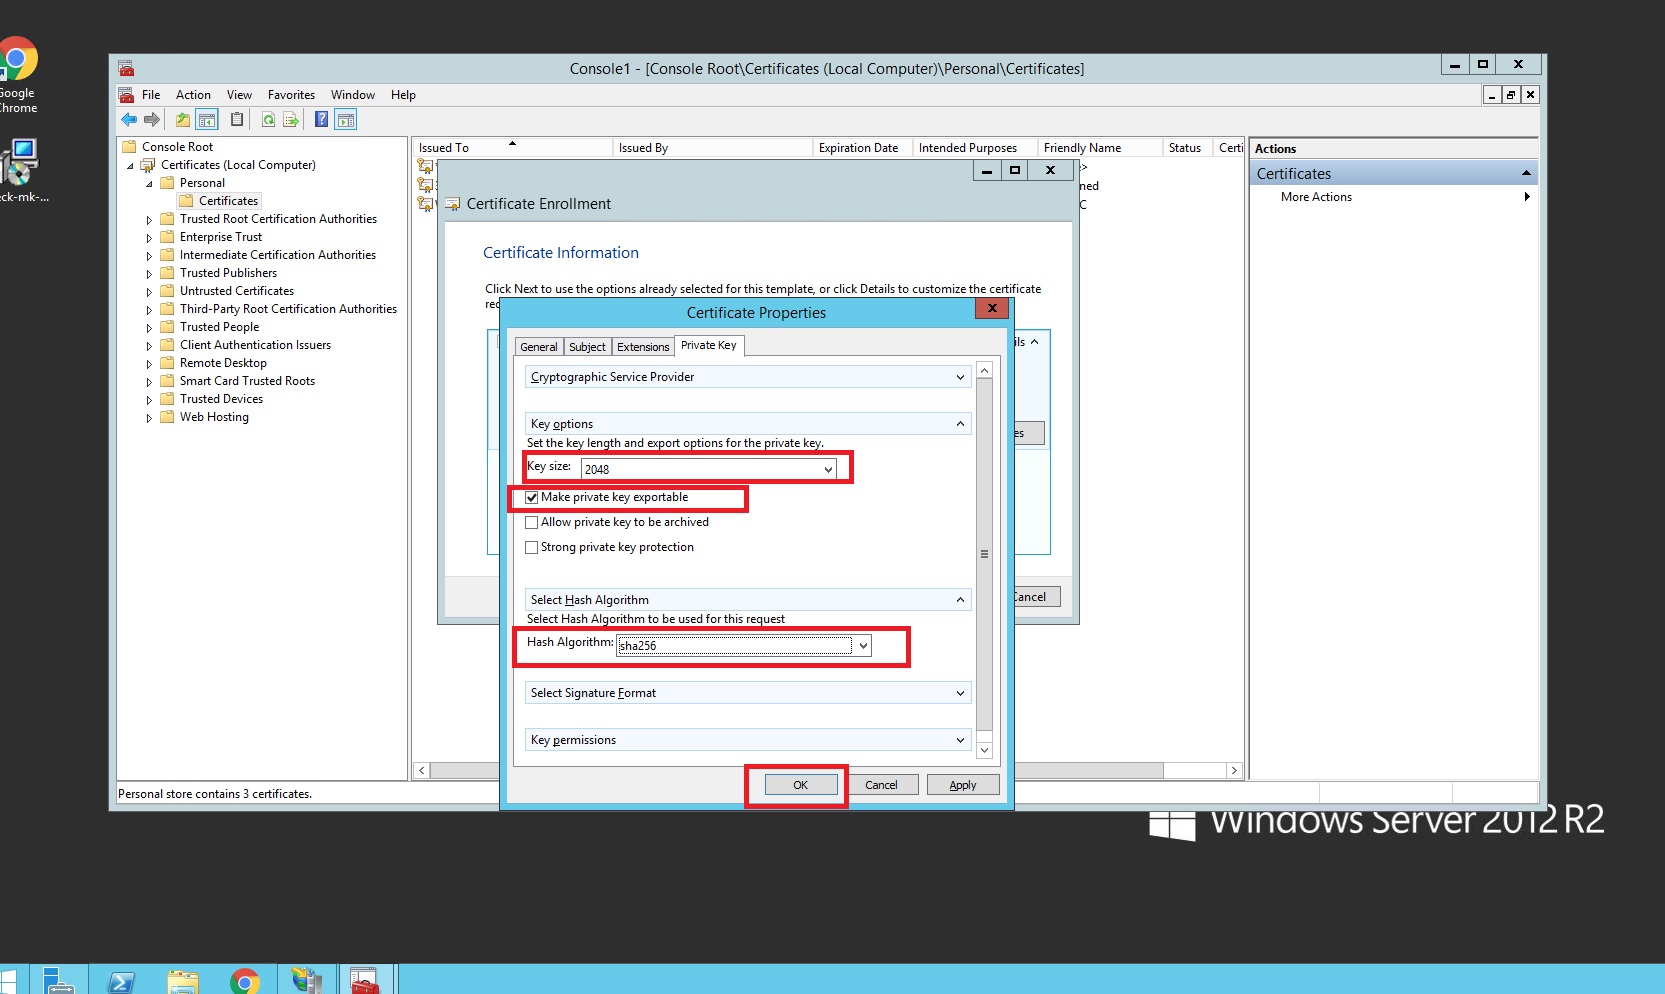 Google
Chrome
Console1 - [Console Root\Certificates (Local Computer)\Personal\Certificates]
File Action View Favorites Window Help
Console Root
Certificates (Local Computer)
Personal
Certificates
Trusted Root Certification Authorities
Enterprise Trust
Intermediate Certification Authorities
Trusted Publishers
Untrusted Certificates
Third-Party Root Certification Authorities
Trusted People
Client Authentication Issuers
Remote Desktop
Smart Card Trusted Roots
Trusted Devices
Web Hosting
Issued To Issued By Expiration Date Intended Purposes Friendly Name Status Certi
Certificate Enrollment
Certificate Information
Click Next to use the options already selected for this template, or click Details to customize the certificate
Certificate Properties
General Subject Extensions Private Key
Cryptographic Service Provider
Key options
Set the key length and export options for the private key.
Key size: 2048
Make private key exportable
Allow private key to be archived
Strong private key protection
Select Hash Algorithm
Select Hash Algorithm to be used for this request
Hash Algorithm: sha256
Select Signature Format
Key permissions
OK Cancel Apply
Cancel
Actions
Certificates
More Actions
Personal store contains 3 certificates.
Windows Server 2012 R2